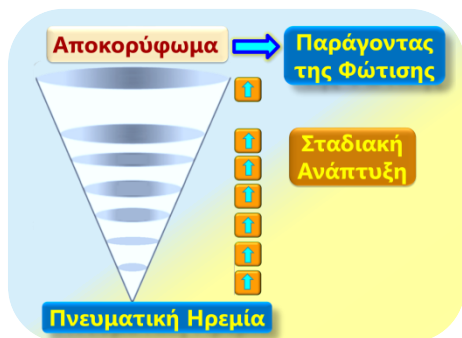 Αποκορύφωμα
Παράγοντας
της Φώτισης
Σταδιακή
Ανάπτυξη
Πνευματική Ηρεμία